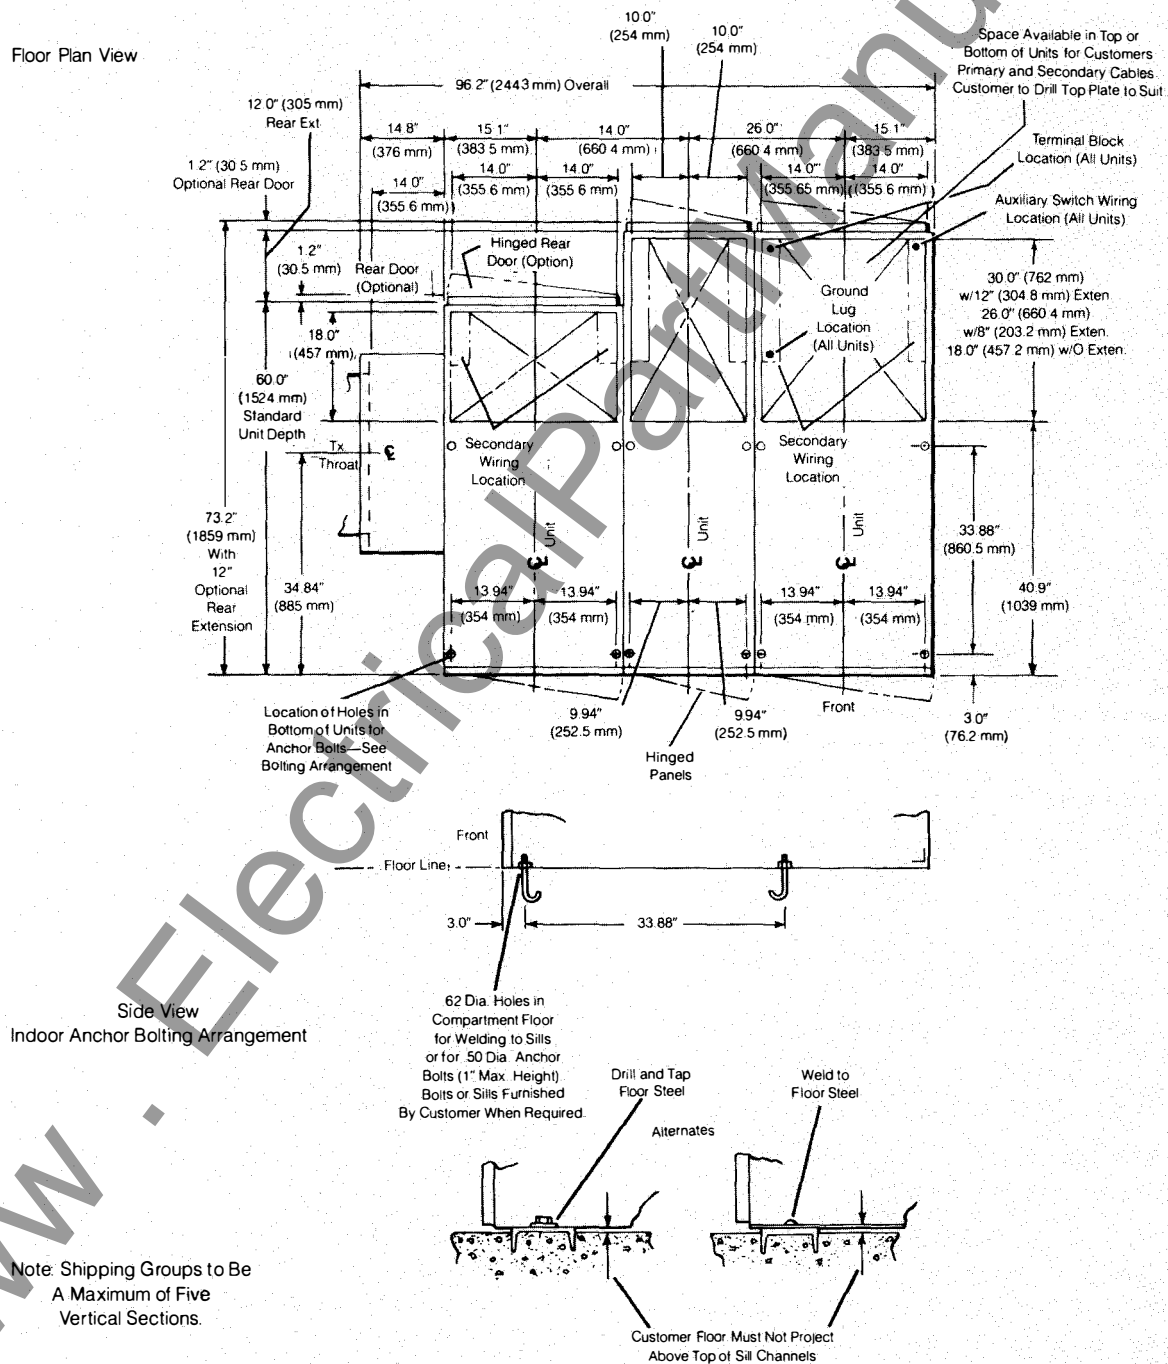 Floor Plan View
10.0"
(254 mm)
10.0"
(254 mm)
Space Available in Top or
Bottom of Units for Customers
Primary and Secondary Cables.
Customer to Drill Top Plate to Suit
96.2" (2443 mm) Overall
12.0" (305 mm)
Rear Ext.
14.8"
(376 mm)
15.1"
(383 5 mm)
14.0"
(660 4 mm)
26.0"
(660 4 mm)
15.1"
(383.5 mm)
Terminal Block
Location (All Units)
1.2" (30 5 mm)
Optional Rear Door
14.0"
(355 6 mm)
14.0"
(355 6 mm)
14.0"
(355 6 mm)
14.0"
(355 65 mm)
14.0"
(355 6 mm)
Auxiliary Switch Wiring
Location (All Units)
1.2"
(30.5 mm)
Rear Door
(Optional)
Hinged Rear
Door (Option)
Ground
Lug
Location
(All Units)
30.0" (762 mm)
w/12" (304 8 mm) Exten
26.0" (660 4 mm)
w/8" (203.2 mm) Exten.
18.0" (457.2 mm) w/O Exten.
18.0"
(457 mm)
60.0"
(1524 mm)
Standard
Unit Depth
Tx
Throat
Secondary
Wiring
Location
Secondary
Wiring
Location
73.2"
(1859 mm)
With
12"
Optional
Rear
Extension
34.84"
(885 mm)
Unit
Unit
Unit
33.88"
(860.5 mm)
40.9"
(1039 mm)
13.94"
(354 mm)
13.94"
(354 mm)
13.94"
(354 mm)
13.94"
(354 mm)
Location of Holes in
Bottom of Units for
Anchor Bolts—See
Bolting Arrangement
9.94"
(252.5 mm)
9.94"
(252.5 mm)
Front
3.0"
(76.2 mm)
Hinged
Panels
Front
Floor Line
3.0"
33.88"
Side View
Indoor Anchor Bolting Arrangement
62 Dia. Holes in
Compartment Floor
for Welding to Sills
or for .50 Dia. Anchor
Bolts (1" Max. Height)
Bolts or Sills Furnished
By Customer When Required.
Drill and Tap
Floor Steel
Weld to
Floor Steel
Alternates
Note: Shipping Groups to Be
A Maximum of Five
Vertical Sections.
Customer Floor Must Not Project
Above Top of Sill Channels
w . ElectricalPartManu